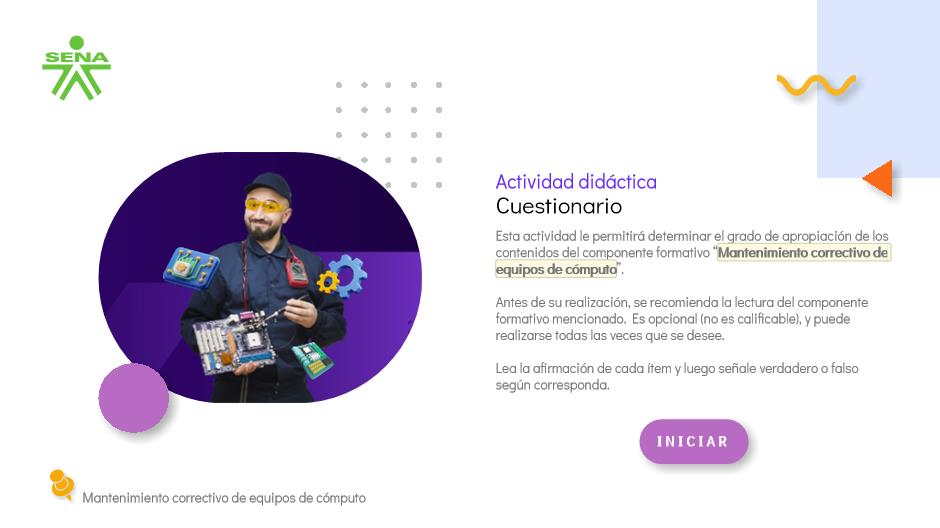 SENA
Actividad didáctica
Cuestionario
Esta actividad le permitirá determinar el grado de apropiación de los
contenidos del componente formativo “Mantenimiento correctivo de
equipos de cómputo”.
Antes de su realización, se recomienda la lectura del componente
formativo mencionado. Es opcional (no es calificable), y puede
realizarse todas las veces que se desee.
Lea la afirmación de cada ítem y luego señale verdadero o falso
según corresponda.
INICIAR
Mantenimiento correctivo de equipos de cómputo